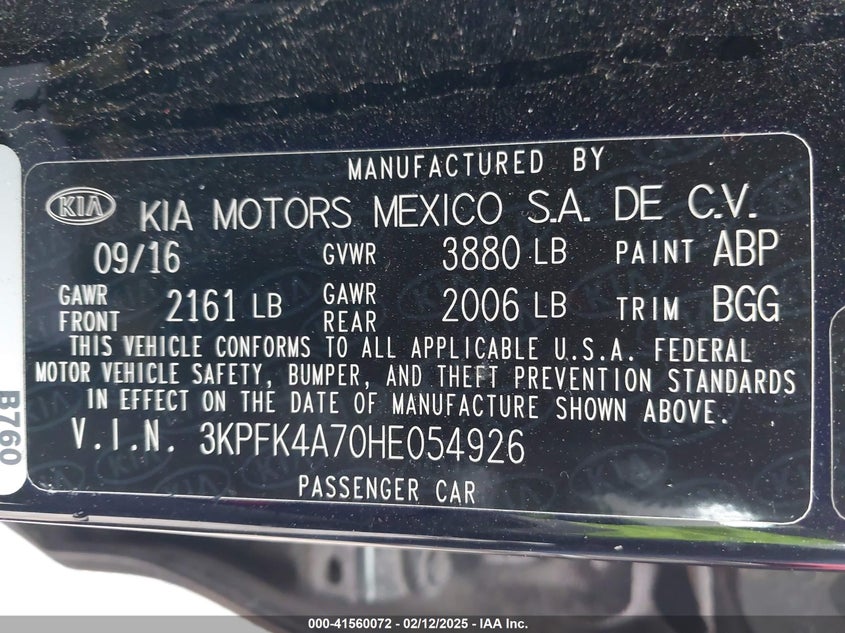 MANUFACTURED BY
KIA KIA MOTORS MEXICO S.A. DE C.V.
09/16 GVWR 3880 LB PAINT ABP
GAWR FRONT 2161 LB GAWR REAR 2006 LB TRIM BGG
THIS VEHICLE CONFORMS TO ALL APPLICABLE U.S.A. FEDERAL
MOTOR VEHICLE SAFETY, BUMPER, AND THEFT PREVENTION STANDARDS
IN EFFECT ON THE DATE OF MANUFACTURE SHOWN ABOVE.
V.I.N. 3KPFK4A70HE054926
PASSENGER CAR
B760
000-41560072 - 02/12/2025 - IAA Inc.